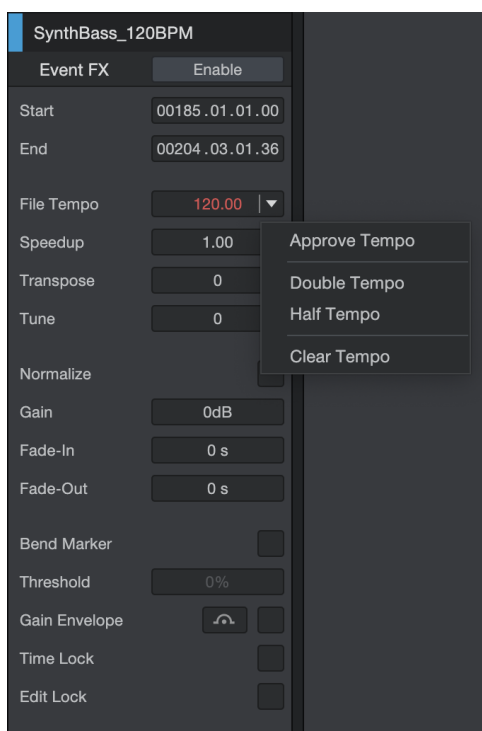 SynthBass_120BPM
Event FX Enable
Start 00185.01.01.00
End 00204.03.01.36
File Tempo 120.00
Speedup 1.00
Approve Tempo
Transpose 0
Double Tempo
Tune 0
Half Tempo
Clear Tempo
Normalize
Gain 0dB
Fade-In 0 s
Fade-Out 0 s
Bend Marker
Threshold 0%
Gain Envelope
Time Lock
Edit Lock